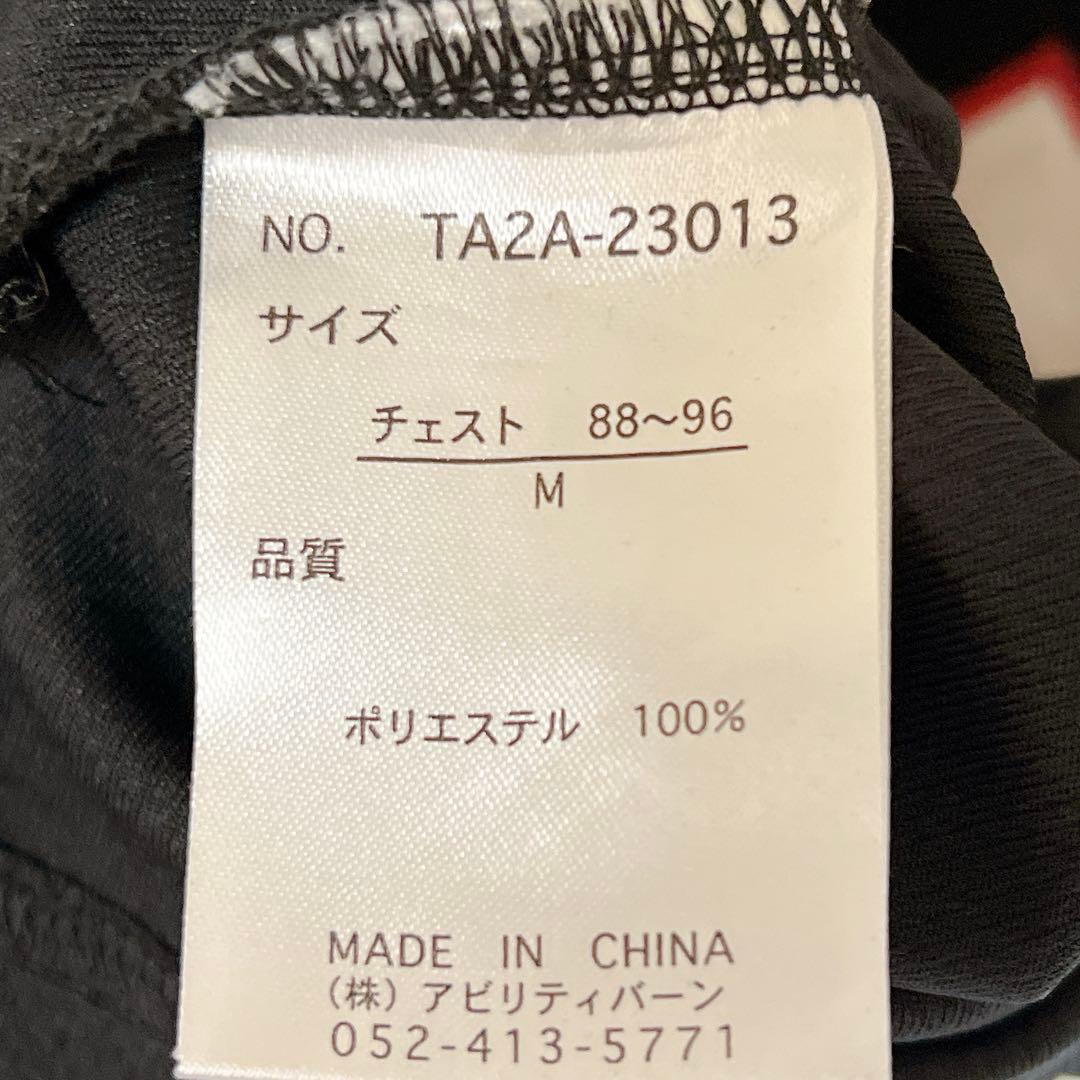 NO. TA2A-23013
サイズ
チェスト 88～96
M
品質
ポリエステル 100%
MADE IN CHINA
(株) アビリティバーン
052-413-5771